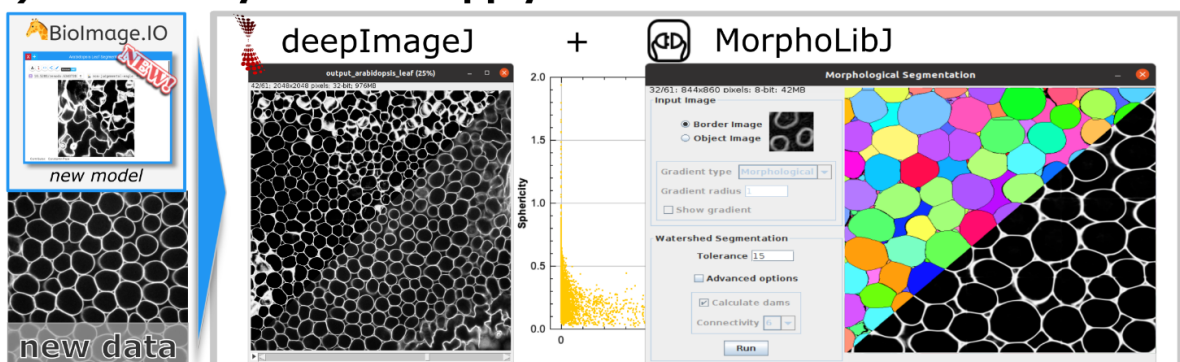 BioImage.IO
NEW!
new model
new data
deepImageJ + MorphoLibJ
output_arabidopsis_leaf (25%)
42/61; 2048x2048 pixels; 32-bit; 976MB
2.0
1.5
1.0
0.5
0.0
Sphericity
0
Morphological Segmentation
32/61; 844x860 pixels; 8-bit; 42MB
Input Image
Border Image
Object Image
Gradient type Morphological
Gradient radius 1
Show gradient
Watershed Segmentation
Tolerance 15
Advanced options
Calculate dams
Connectivity 6
Run